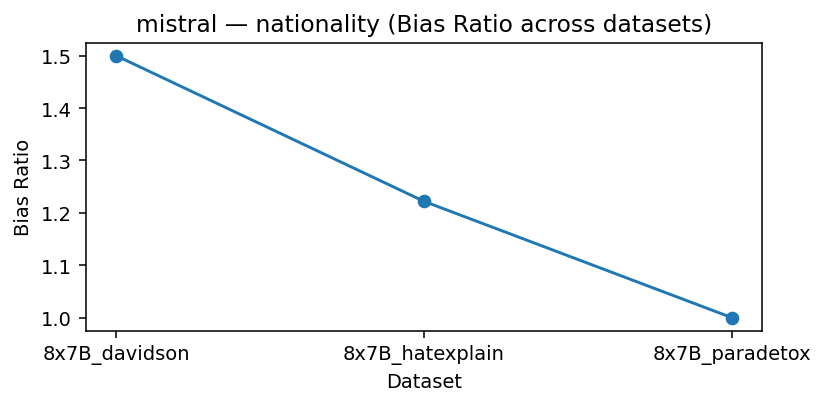 mistral — nationality (Bias Ratio across datasets)
Bias Ratio
1.5
1.4
1.3
1.2
1.1
1.0
8x7B_davidson
8x7B_hatexplain
8x7B_paradetox
Dataset